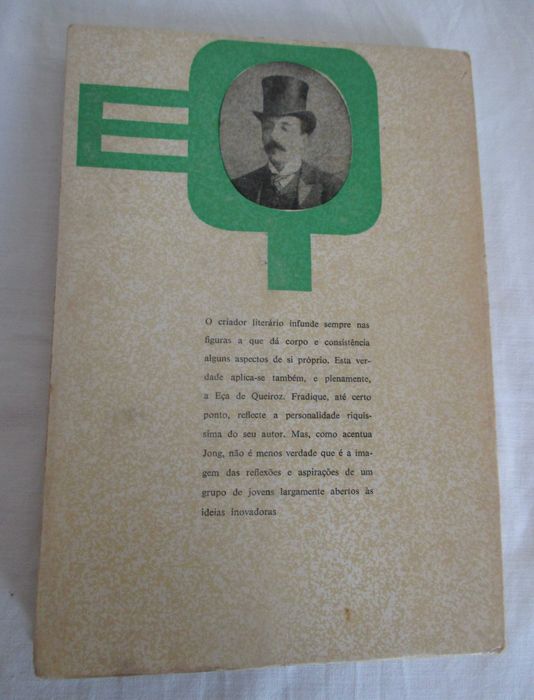 EQ
O criador literário infunde sempre nas
figuras a que dá corpo e consistência
alguns aspectos de si próprio. Esta ver-
dade aplica-se também, e plenamente,
a Eça de Queiroz. Fradique, até certo
ponto, reflecte a personalidade riquís-
sima do seu autor. Mas, como acentua
Jong, não é menos verdade que é a ima-
gem das reflexões e aspirações de um
grupo de jovens largamente abertos às
ideias inovadoras